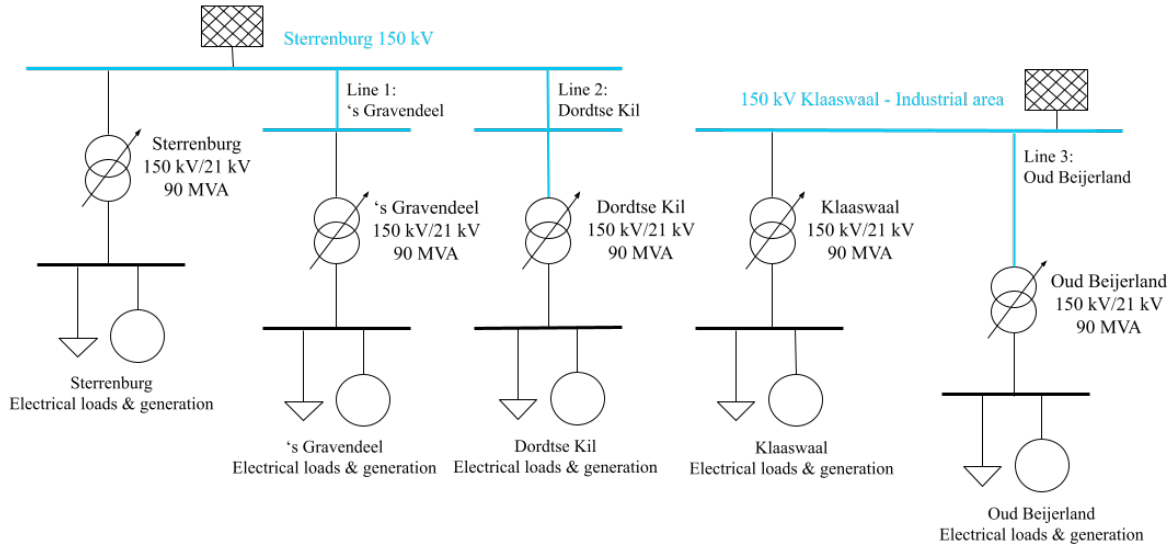 Sterrenburg 150 kV
Line 1:
‘s Gravendeel
Line 2:
Dordtse Kil
150 kV Klaaswaal - Industrial area
Line 3:
Oud Beijerland
Sterrenburg
150 kV/21 kV
90 MVA
‘s Gravendeel
150 kV/21 kV
90 MVA
Dordtse Kil
150 kV/21 kV
90 MVA
Klaaswaal
150 kV/21 kV
90 MVA
Oud Beijerland
150 kV/21 kV
90 MVA
Sterrenburg
Electrical loads & generation
‘s Gravendeel
Electrical loads & generation
Dordtse Kil
Electrical loads & generation
Klaaswaal
Electrical loads & generation
Oud Beijerland
Electrical loads & generation